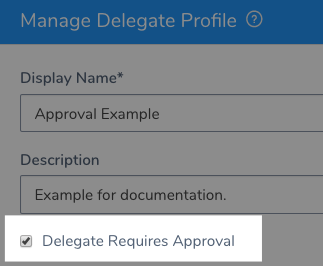 Manage Delegate Profile ?
Display Name*
Approval Example
Description
Example for documentation.
Delegate Requires Approval